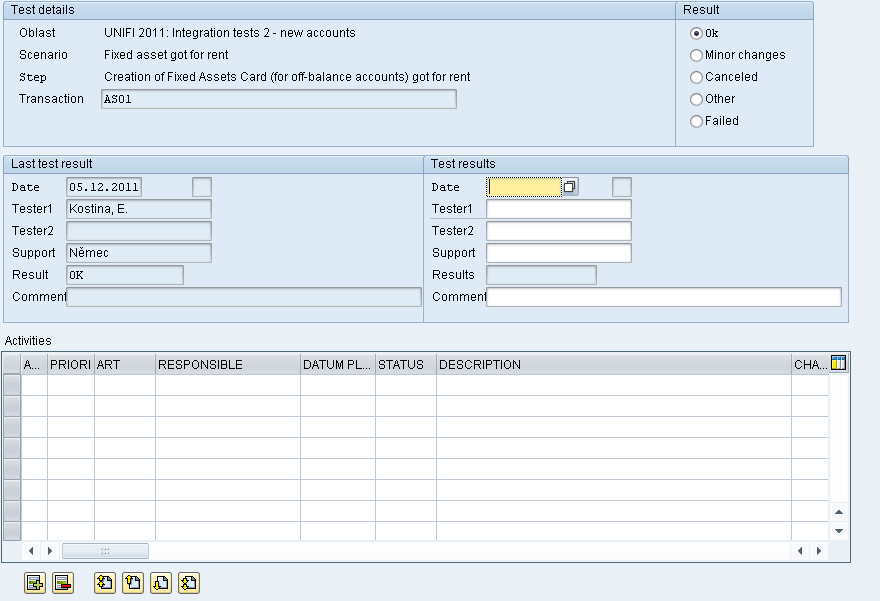 Test details
Oblast UNIFI 2011: Integration tests 2 - new accounts
Scenario Fixed asset got for rent
Step Creation of Fixed Assets Card (for off-balance accounts) got for rent
Transaction AS01
Result
Ok
Minor changes
Canceled
Other
Failed
Last test result
Date 05.12.2011
Tester1 Kostina, E.
Tester2
Support Němec
Result OK
Comment
Test results
Date
Tester1
Tester2
Support
Results
Comment
Activities
A... PRIORI ART RESPONSIBLE DATUM PL... STATUS DESCRIPTION CHA...